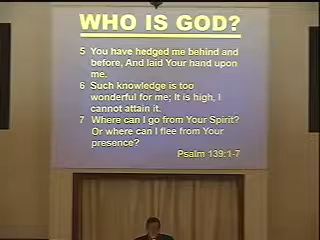 WHO IS GOD?
5 You have hedged me behind and
before, And laid Your hand upon
me.
6 Such knowledge is too
wonderful for me; It is high, I
cannot attain it.
7 Where can I go from Your Spirit?
Or where can I flee from Your
presence?
Psalm 139:1-7